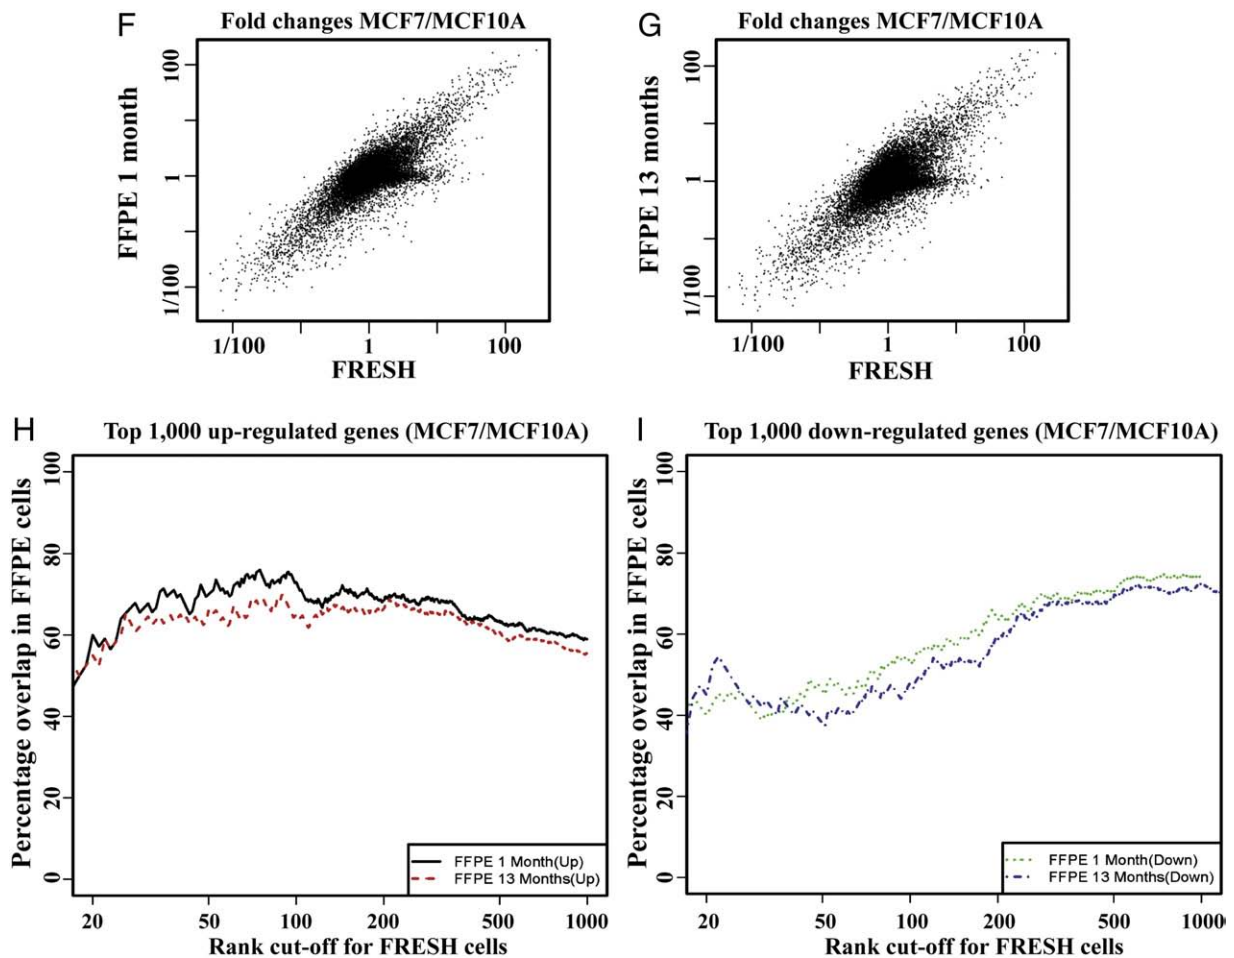 F
Fold changes MCF7/MCF10A
FFPE 1 month
100
1
1/100
1/100 1 100
FRESH
G
Fold changes MCF7/MCF10A
FFPE 13 months
100
1
1/100
1/100 1 100
FRESH
H
Top 1,000 up-regulated genes (MCF7/MCF10A)
Percentage overlap in FFPE cells
100
80
60
40
20
0
FFPE 1 Month(Up)
FFPE 13 Months(Up)
20 50 100 200 500 1000
Rank cut-off for FRESH cells
I
Top 1,000 down-regulated genes (MCF7/MCF10A)
Percentage overlap in FFPE cells
100
80
60
40
20
0
FFPE 1 Month(Down)
FFPE 13 Months(Down)
20 50 100 200 500 1000
Rank cut-off for FRESH cells